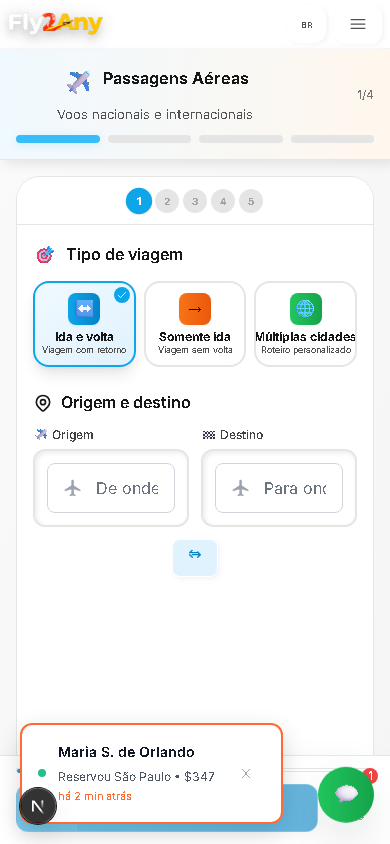 Fly2Any
BR
Passagens Aéreas
Voos nacionais e internacionais
1/4
1 2 3 4 5
Tipo de viagem
Ida e volta
Viagem com retorno
Somente ida
Viagem sem volta
Múltiplas cidades
Roteiro personalizado
Origem e destino
Origem
Destino
De onde
Para ond
Maria S. de Orlando
Reservou São Paulo • $347
há 2 min atrás
N
1